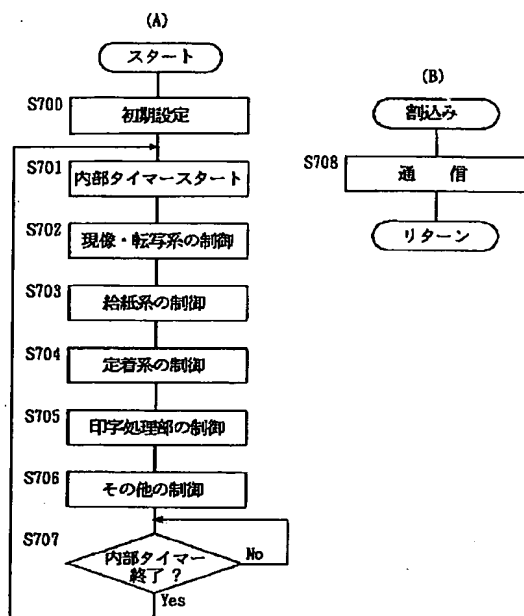 (A)
スタート
S700
初期設定
S701
内部タイマースタート
S702
現像・転写系の制御
S703
給紙系の制御
S704
定着系の制御
S705
印字処理部の制御
S706
その他の制御
S707
内部タイマー
終了?
No
Yes
(B)
割込み
S708
通 信
リターン